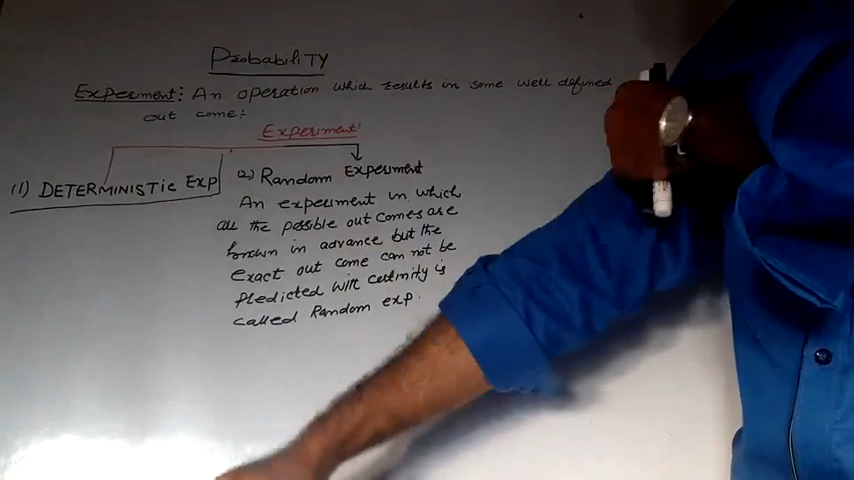 Probability
Experiment: An operation which results in some well defined
out come:
Experiment:
(1) DETERMINISTIC Exp
2) Random Experiment
An experiment in which
all the possible out comes are
known in advance but the
exact out come can not be
predicted with certinity is
called Random exp.